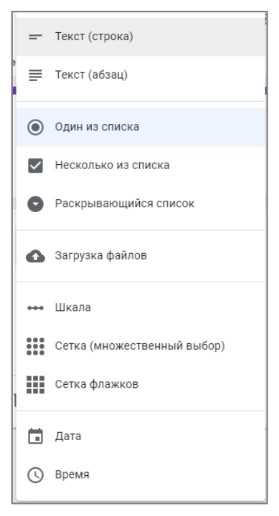 Текст (строка)
Текст (абзац)
Один из списка
Несколько из списка
Раскрывающийся список
Загрузка файлов
Шкала
Сетка (множественный выбор)
Сетка флажков
Дата
Время